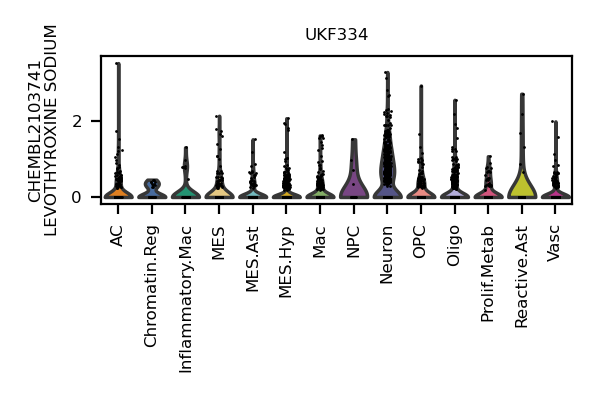 UKF334
CHEMBL2103741
LEVOTHYROXINE SODIUM
2
0
AC
Chromatin.Reg
Inflammatory.Mac
MES
MES.Ast
MES.Hyp
Mac
NPC
Neuron
OPC
Oligo
Prolif.Metab
Reactive.Ast
Vasc